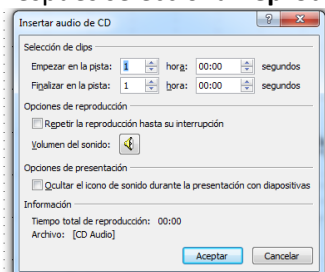 Insertar audio de CD
Selección de clips
Empezar en la pista: 1 hora: 00:00 segundos
Finalizar en la pista: 1 hora: 00:00 segundos
Opciones de reproducción
Repetir la reproducción hasta su interrupción
Volumen del sonido:
Opciones de presentación
Ocultar el icono de sonido durante la presentación con diapositivas
Información
Tiempo total de reproducción: 00:00
Archivo: [CD Audio]
Aceptar Cancelar